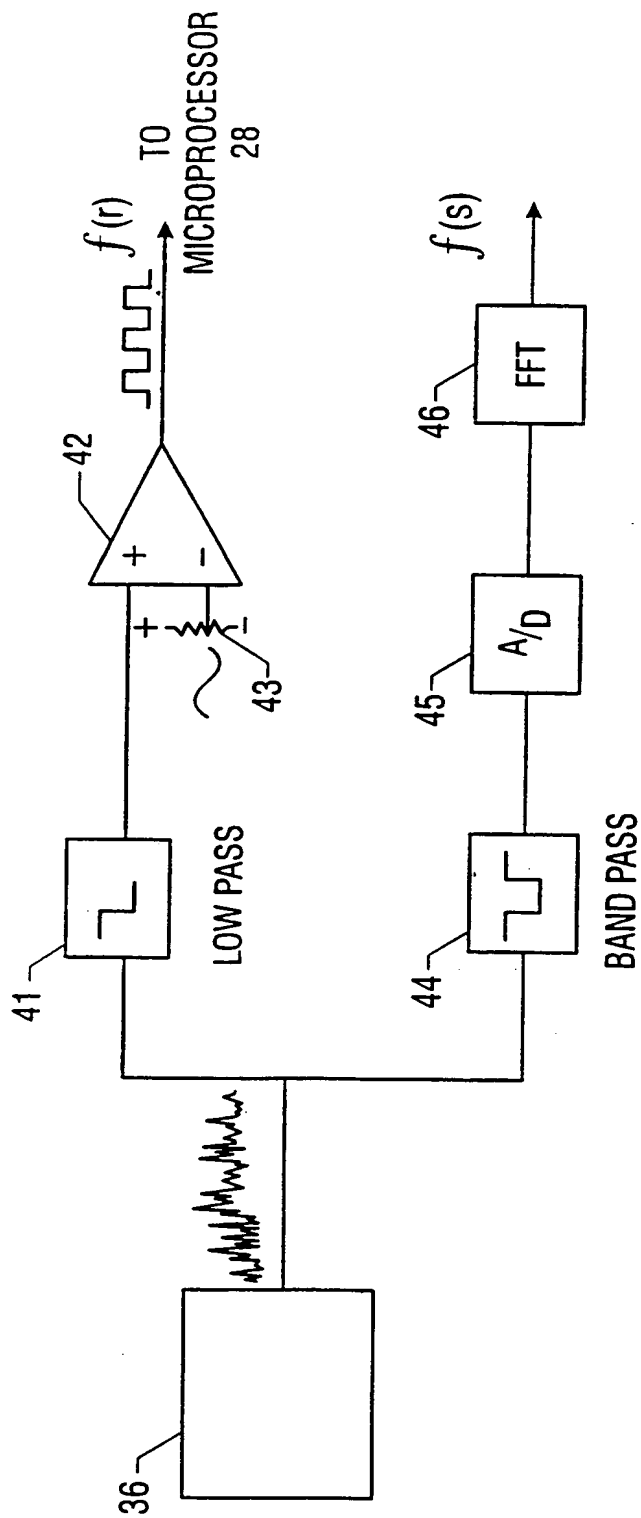 36
41
LOW PASS
42
+
−
+
−
43
f(r)
TO
MICROPROCESSOR
28
44
BAND PASS
45
A/D
46
FFT
f(s)